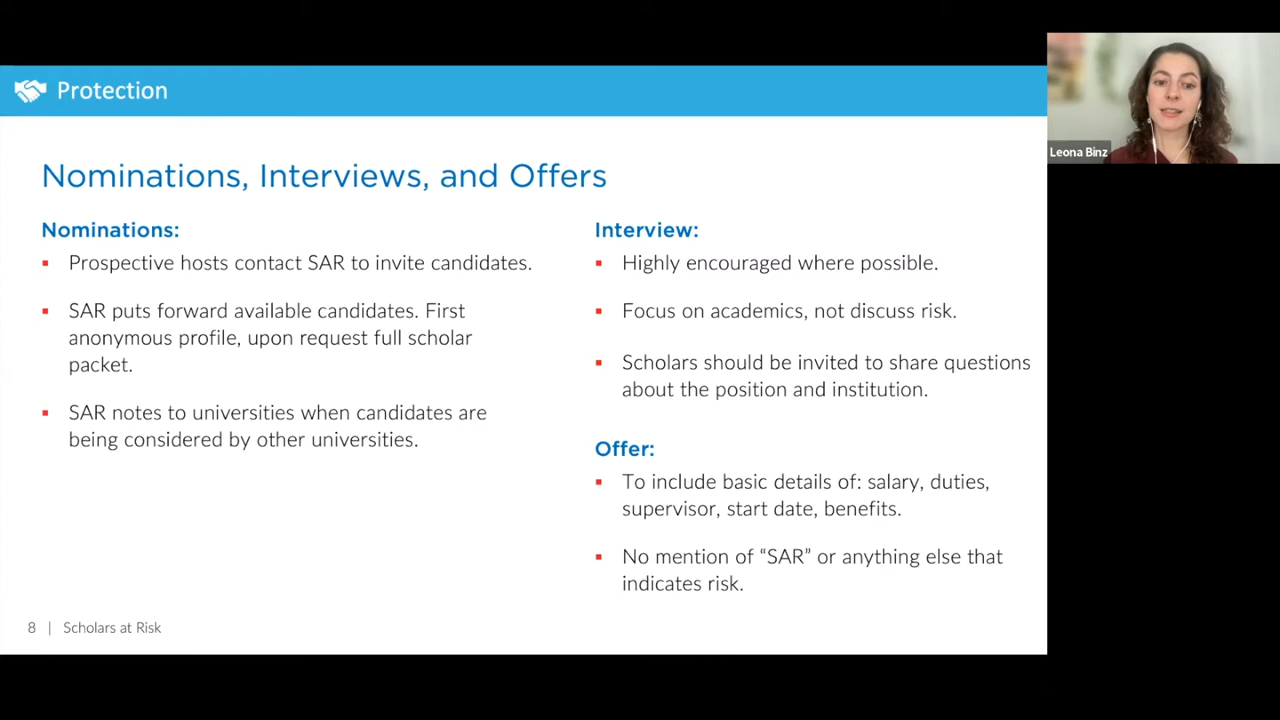 Protection
Nominations, Interviews, and Offers
Nominations:
Prospective hosts contact SAR to invite candidates.
SAR puts forward available candidates. First
anonymous profile, upon request full scholar
packet.
SAR notes to universities when candidates are
being considered by other universities.
Interview:
Highly encouraged where possible.
Focus on academics, not discuss risk.
Scholars should be invited to share questions
about the position and institution.
Offer:
To include basic details of: salary, duties,
supervisor, start date, benefits.
No mention of “SAR” or anything else that
indicates risk.
8 | Scholars at Risk
Leona Binz